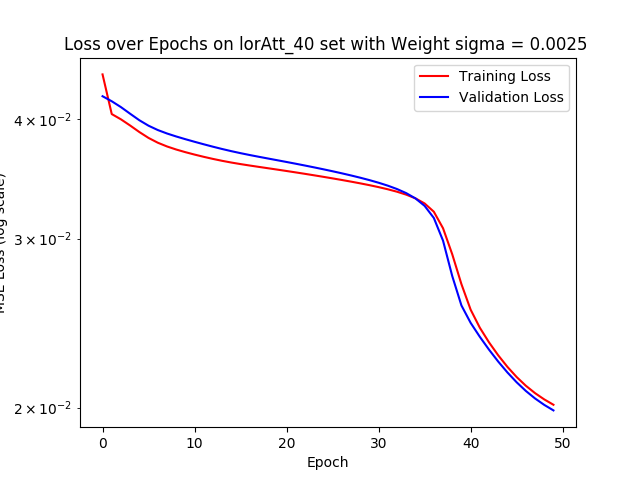 Loss over Epochs on lorAtt_40 set with Weight sigma = 0.0025
Training Loss
Validation Loss
4 × 10⁻²
3 × 10⁻²
2 × 10⁻²
MSE Loss (log scale)
0 10 20 30 40 50
Epoch